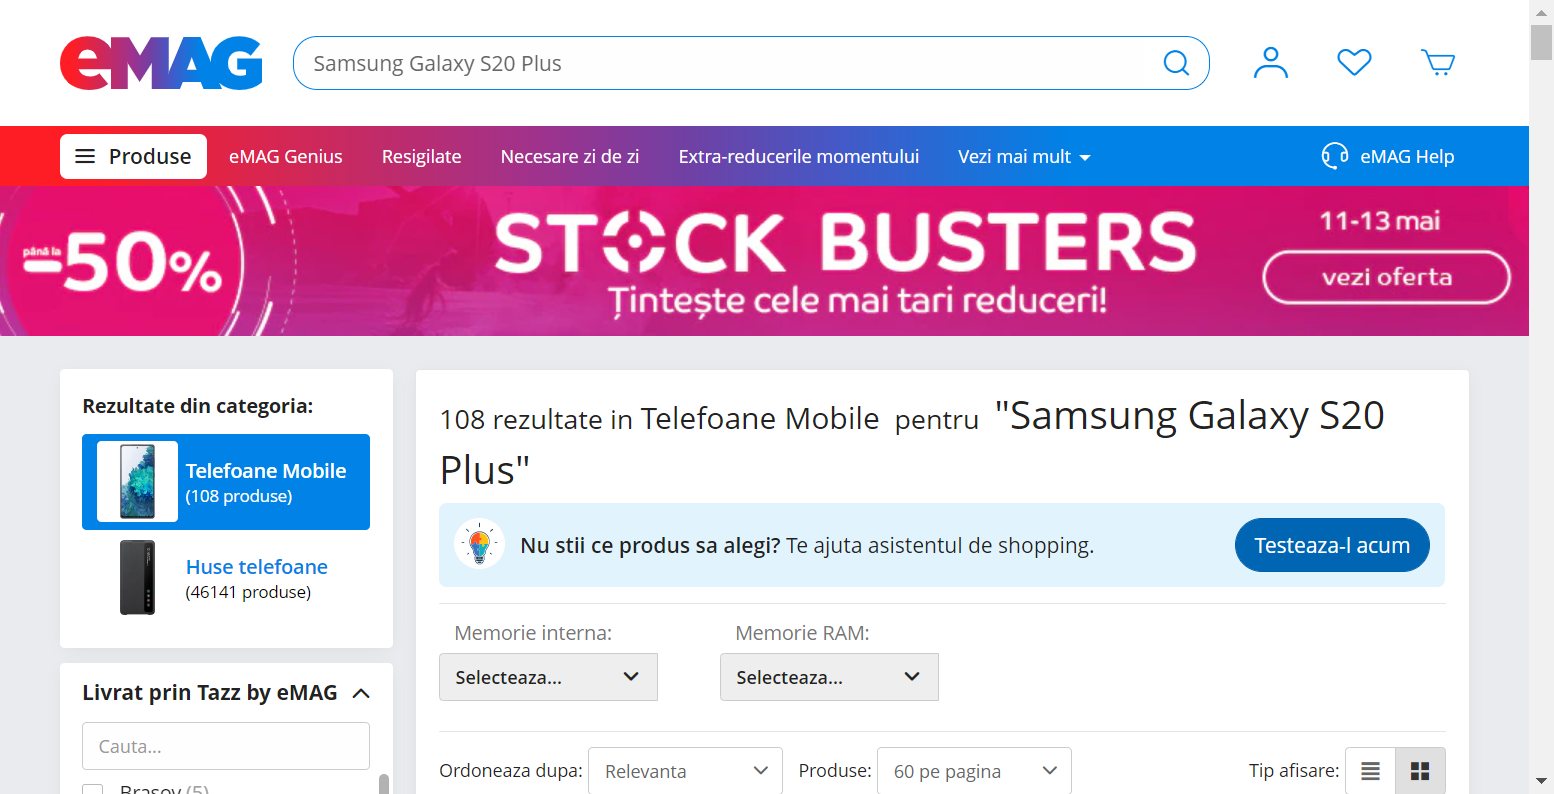 eMAG
Samsung Galaxy S20 Plus
Produse
eMAG Genius
Resigilate
Necesare zi de zi
Extra-reducerile momentului
Vezi mai mult
eMAG Help
până la
-50%
STOCK BUSTERS
Țintește cele mai tari reduceri!
11-13 mai
vezi oferta
Rezultate din categoria:
Telefoane Mobile
(108 produse)
Huse telefoane
(46141 produse)
Livrat prin Tazz by eMAG
Cauta...
Brasov (5)
108 rezultate in Telefoane Mobile pentru "Samsung Galaxy S20
Plus"
Nu stii ce produs sa alegi? Te ajuta asistentul de shopping.
Testeaza-l acum
Memorie interna:
Memorie RAM:
Selecteaza...
Selecteaza...
Ordoneaza dupa:
Relevanta
Produse:
60 pe pagina
Tip afisare: